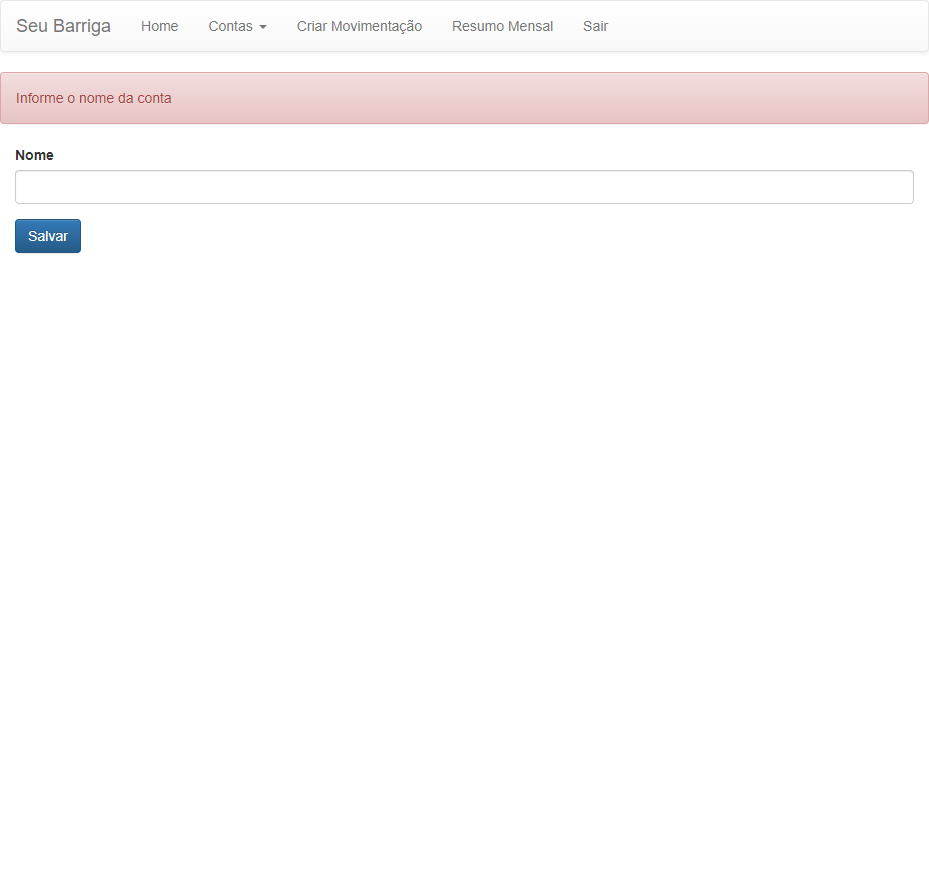 Seu Barriga Home Contas Criar Movimentação Resumo Mensal Sair
Informe o nome da conta
Nome
Salvar